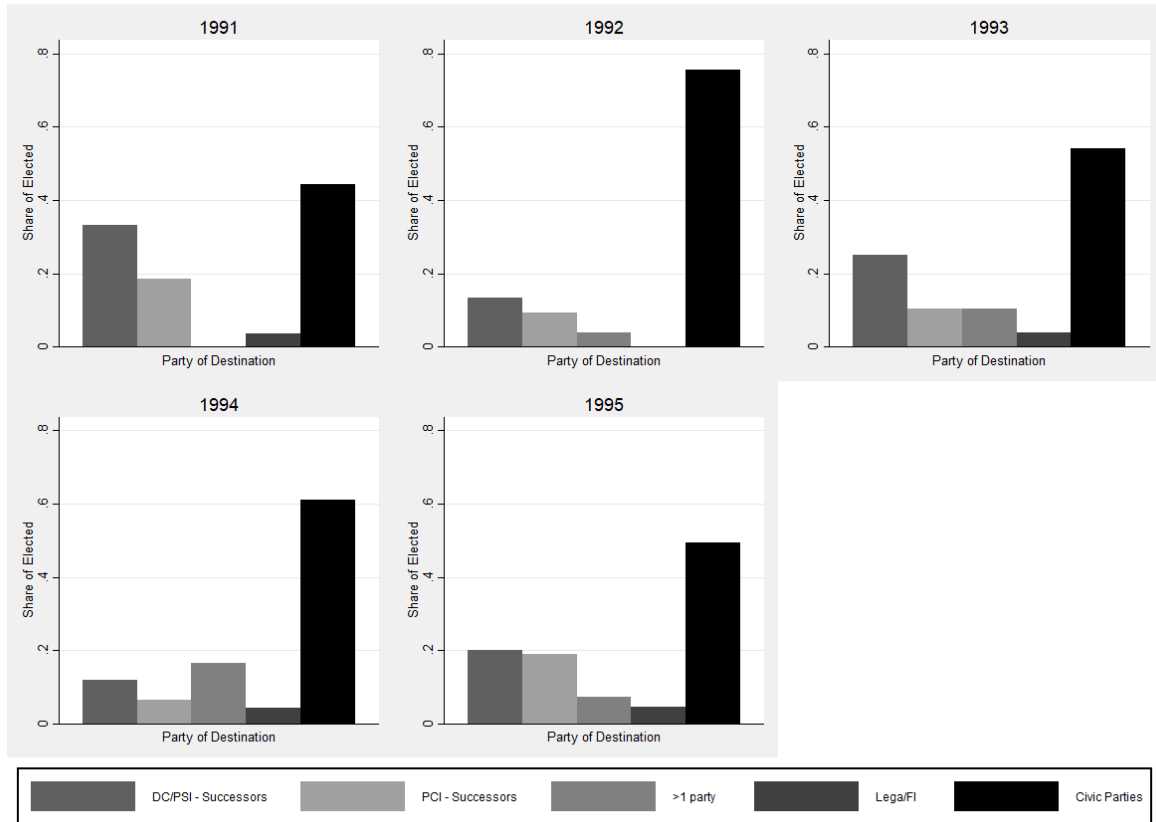 1991
1992
1993
Share of Elected
0 .2 .4 .6 .8
Party of Destination
Share of Elected
0 .2 .4 .6 .8
Party of Destination
Share of Elected
0 .2 .4 .6 .8
Party of Destination
1994
1995
Share of Elected
0 .2 .4 .6 .8
Party of Destination
Share of Elected
0 .2 .4 .6 .8
Party of Destination
DC/PSI - Successors PCI - Successors >1 party Lega/FI Civic Parties